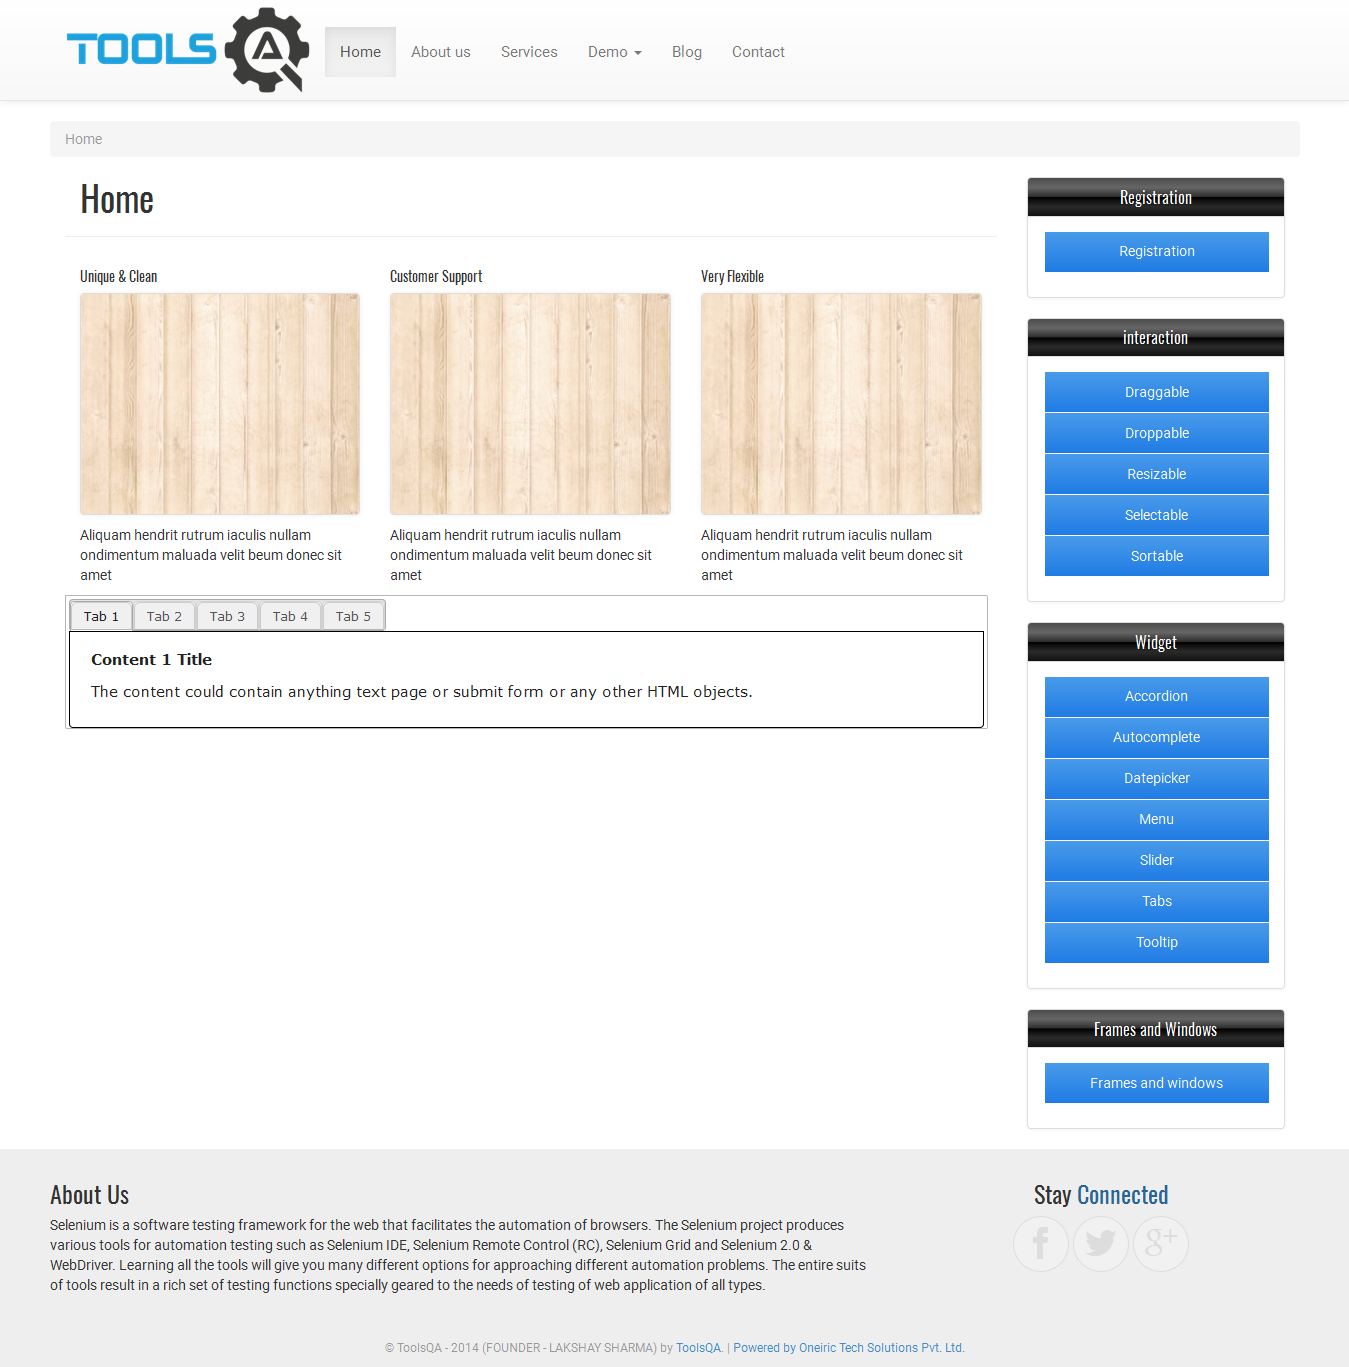 TOOLS QA
Home About us Services Demo Blog Contact
Home
Home
Unique & Clean
Aliquam hendrit rutrum iaculis nullam
ondimentum maluada velit beum donec sit
amet
Customer Support
Aliquam hendrit rutrum iaculis nullam
ondimentum maluada velit beum donec sit
amet
Very Flexible
Aliquam hendrit rutrum iaculis nullam
ondimentum maluada velit beum donec sit
amet
Tab 1 Tab 2 Tab 3 Tab 4 Tab 5
Content 1 Title
The content could contain anything text page or submit form or any other HTML objects.
Registration
Registration
interaction
Draggable
Droppable
Resizable
Selectable
Sortable
Widget
Accordion
Autocomplete
Datepicker
Menu
Slider
Tabs
Tooltip
Frames and Windows
Frames and windows
About Us
Selenium is a software testing framework for the web that facilitates the automation of browsers. The Selenium project produces
various tools for automation testing such as Selenium IDE, Selenium Remote Control (RC), Selenium Grid and Selenium 2.0 &
WebDriver. Learning all the tools will give you many different options for approaching different automation problems. The entire suits
of tools result in a rich set of testing functions specially geared to the needs of testing of web application of all types.
Stay Connected
f g+
© ToolsQA - 2014 (FOUNDER - LAKSHAY SHARMA) by ToolsQA. | Powered by Oneiric Tech Solutions Pvt. Ltd.